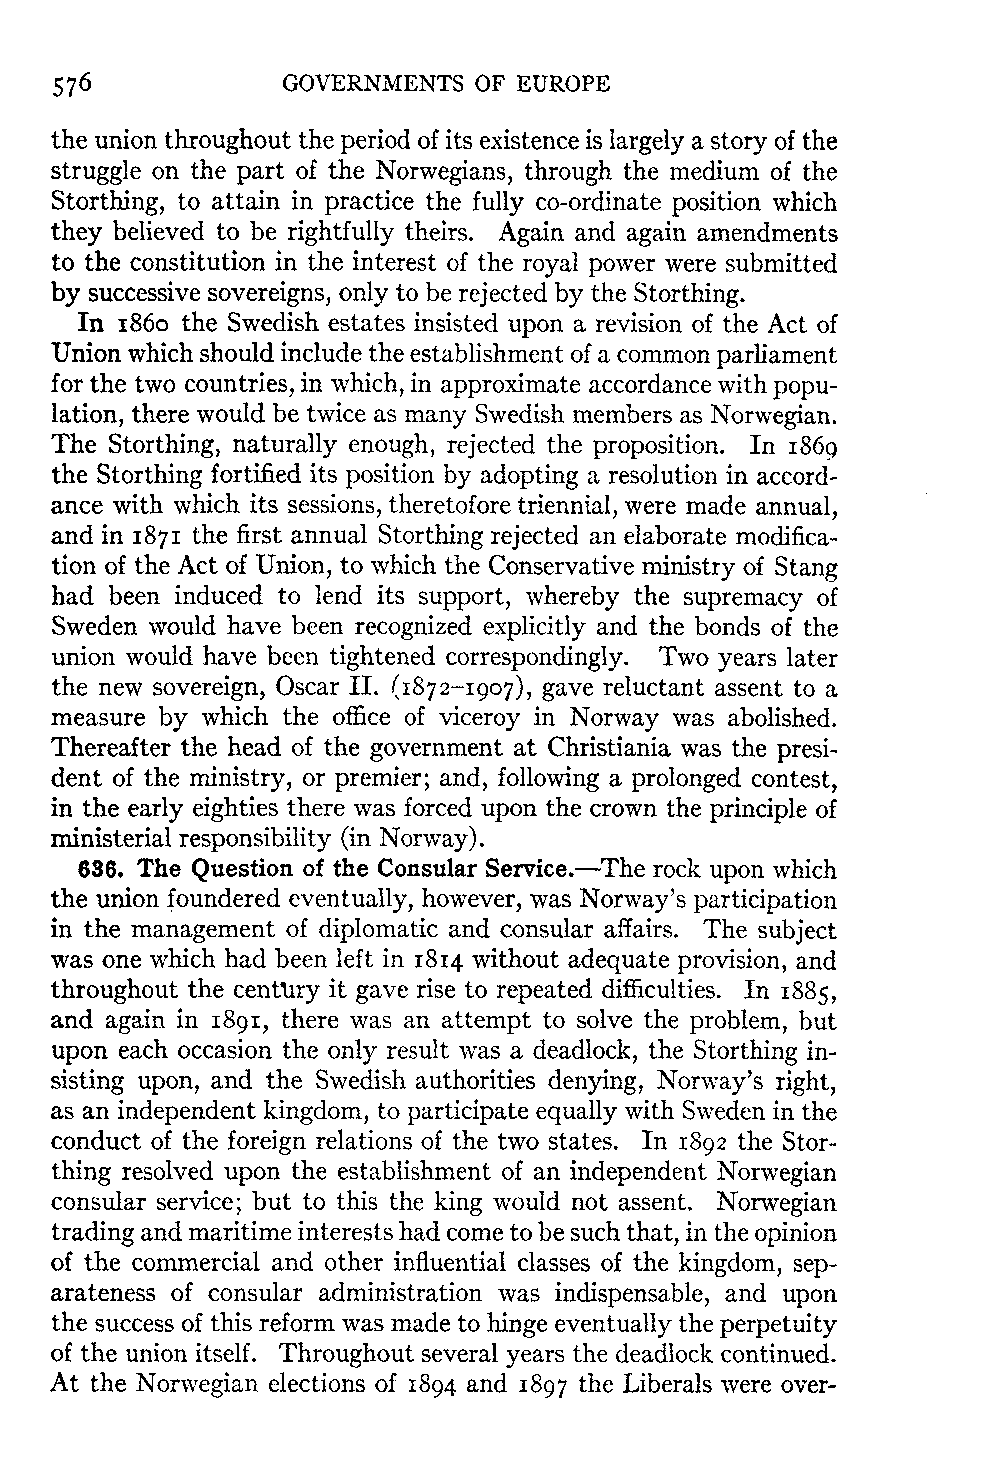 576 GOVERNMENTS OF EUROPE
the union throughout the period of its existence is largely a story of the
struggle on the part of the Norwegians, through the medium of the
Storthing, to attain in practice the fully co-ordinate position which
they believed to be rightfully theirs. Again and again amendments
to the constitution in the interest of the royal power were submitted
by successive sovereigns, only to be rejected by the Storthing.
In 1860 the Swedish estates insisted upon a revision of the Act of
Union which should include the establishment of a common parliament
for the two countries, in which, in approximate accordance with popu-
lation, there would be twice as many Swedish members as Norwegian.
The Storthing, naturally enough, rejected the proposition. In 1869
the Storthing fortified its position by adopting a resolution in accord-
ance with which its sessions, theretofore triennial, were made annual,
and in 1871 the first annual Storthing rejected an elaborate modifica-
tion of the Act of Union, to which the Conservative ministry of Stang
had been induced to lend its support, whereby the supremacy of
Sweden would have been recognized explicitly and the bonds of the
union would have been tightened correspondingly. Two years later
the new sovereign, Oscar II. (1872–1907), gave reluctant assent to a
measure by which the office of viceroy in Norway was abolished.
Thereafter the head of the government at Christiania was the presi-
dent of the ministry, or premier; and, following a prolonged contest,
in the early eighties there was forced upon the crown the principle of
ministerial responsibility (in Norway).
636. The Question of the Consular Service.—The rock upon which
the union foundered eventually, however, was Norway's participation
in the management of diplomatic and consular affairs. The subject
was one which had been left in 1814 without adequate provision, and
throughout the century it gave rise to repeated difficulties. In 1885,
and again in 1891, there was an attempt to solve the problem, but
upon each occasion the only result was a deadlock, the Storthing in-
sisting upon, and the Swedish authorities denying, Norway's right,
as an independent kingdom, to participate equally with Sweden in the
conduct of the foreign relations of the two states. In 1892 the Stor-
thing resolved upon the establishment of an independent Norwegian
consular service; but to this the king would not assent. Norwegian
trading and maritime interests had come to be such that, in the opinion
of the commercial and other influential classes of the kingdom, sep-
arateness of consular administration was indispensable, and upon
the success of this reform was made to hinge eventually the perpetuity
of the union itself. Throughout several years the deadlock continued.
At the Norwegian elections of 1894 and 1897 the Liberals were over-